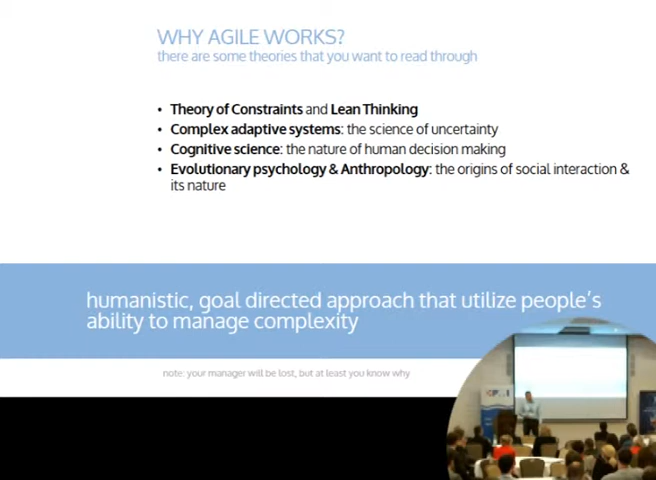 WHY AGILE WORKS?
there are some theories that you want to read through
• Theory of Constraints and Lean Thinking
• Complex adaptive systems: the science of uncertainty
• Cognitive science: the nature of human decision making
• Evolutionary psychology & Anthropology: the origins of social interaction &
its nature
humanistic, goal directed approach that utilize people's
ability to manage complexity
note: your manager will be lost, but at least you know why